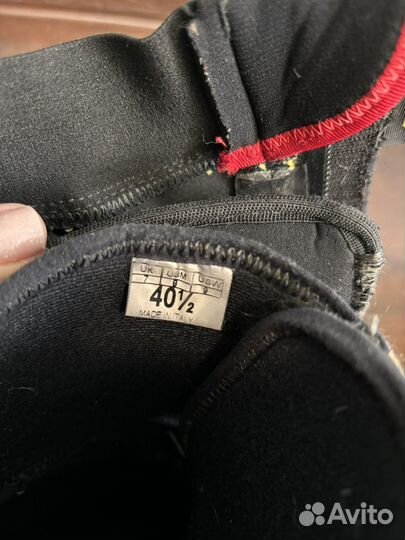 UK USM USW
7 8 9
40½
MADE IN ITALY
Avito